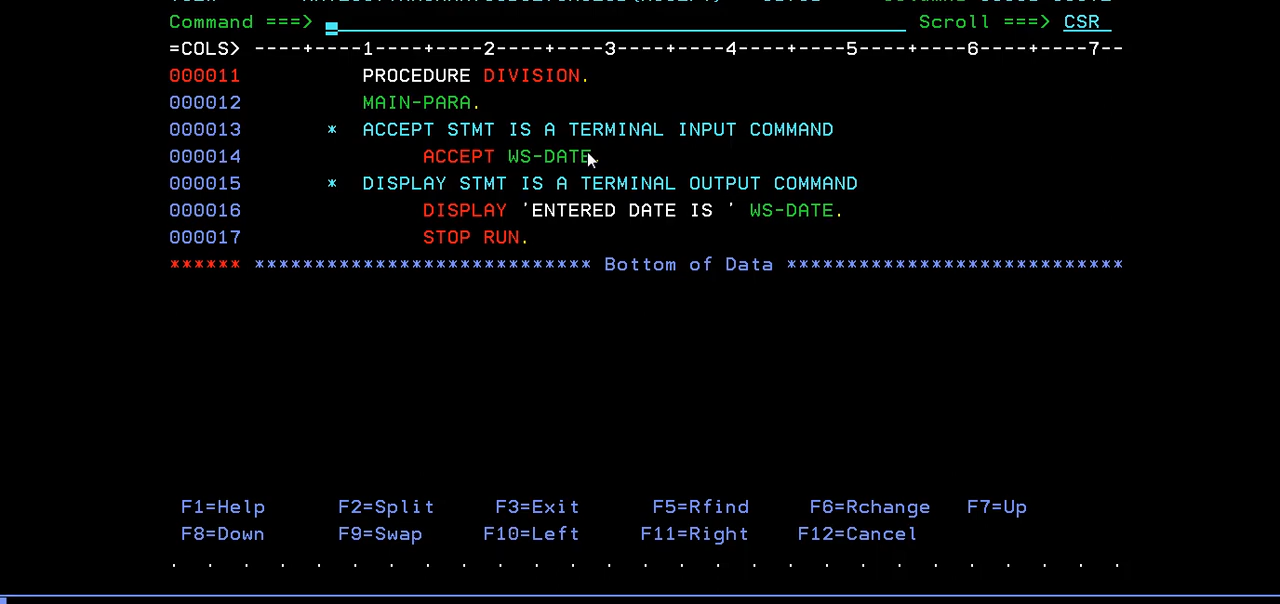 Command ===> Scroll ===> CSR
=COLS> ----+----1----+----2----+----3----+----4----+----5----+----6----+----7--
000011 PROCEDURE DIVISION.
000012 MAIN-PARA.
000013 * ACCEPT STMT IS A TERMINAL INPUT COMMAND
000014 ACCEPT WS-DATE.
000015 * DISPLAY STMT IS A TERMINAL OUTPUT COMMAND
000016 DISPLAY 'ENTERED DATE IS ' WS-DATE.
000017 STOP RUN.
****** **************************** Bottom of Data ****************************
F1=Help F2=Split F3=Exit F5=Rfind F6=Rchange F7=Up
F8=Down F9=Swap F10=Left F11=Right F12=Cancel
. . . . . . . . . . . . . . . . . . . . . . . . . . .